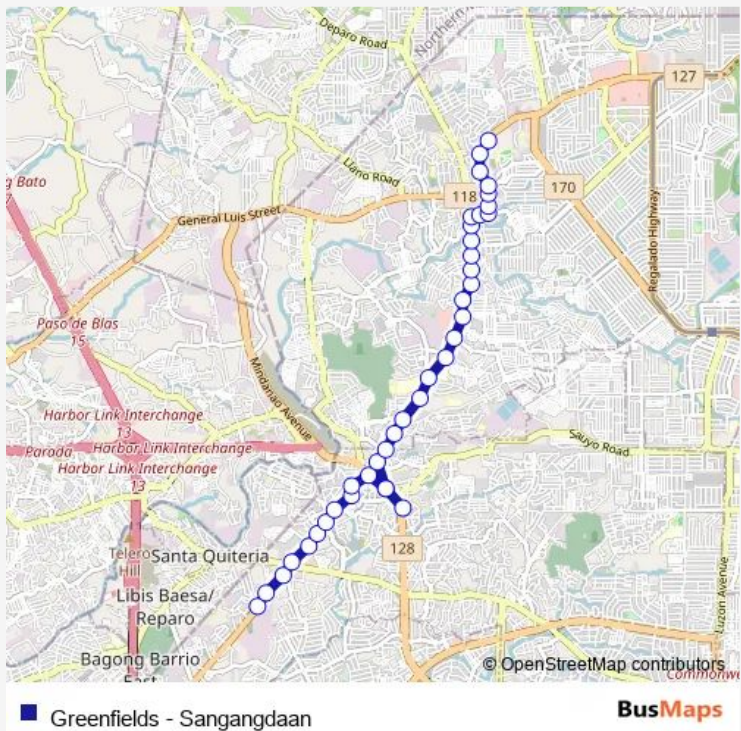 Deparo Road
Northern
127
Llano Road
118
170
g Bato
General Luis Street
Regalado Highway
Paso de Blas
15
Mindanao Avenue
Harbor Link Interchange
13
Parada
Harbor Link Interchange
Harbor Link Interchange
13
Sauyo Road
128
Telero
Hill
Santa Quiteria
Libis Baesa/
Reparo
Luzon Avenue
Bagong Barrio
East
© OpenStreetMap contributors
Commonwe
Greenfields - Sangangdaan
BusMaps